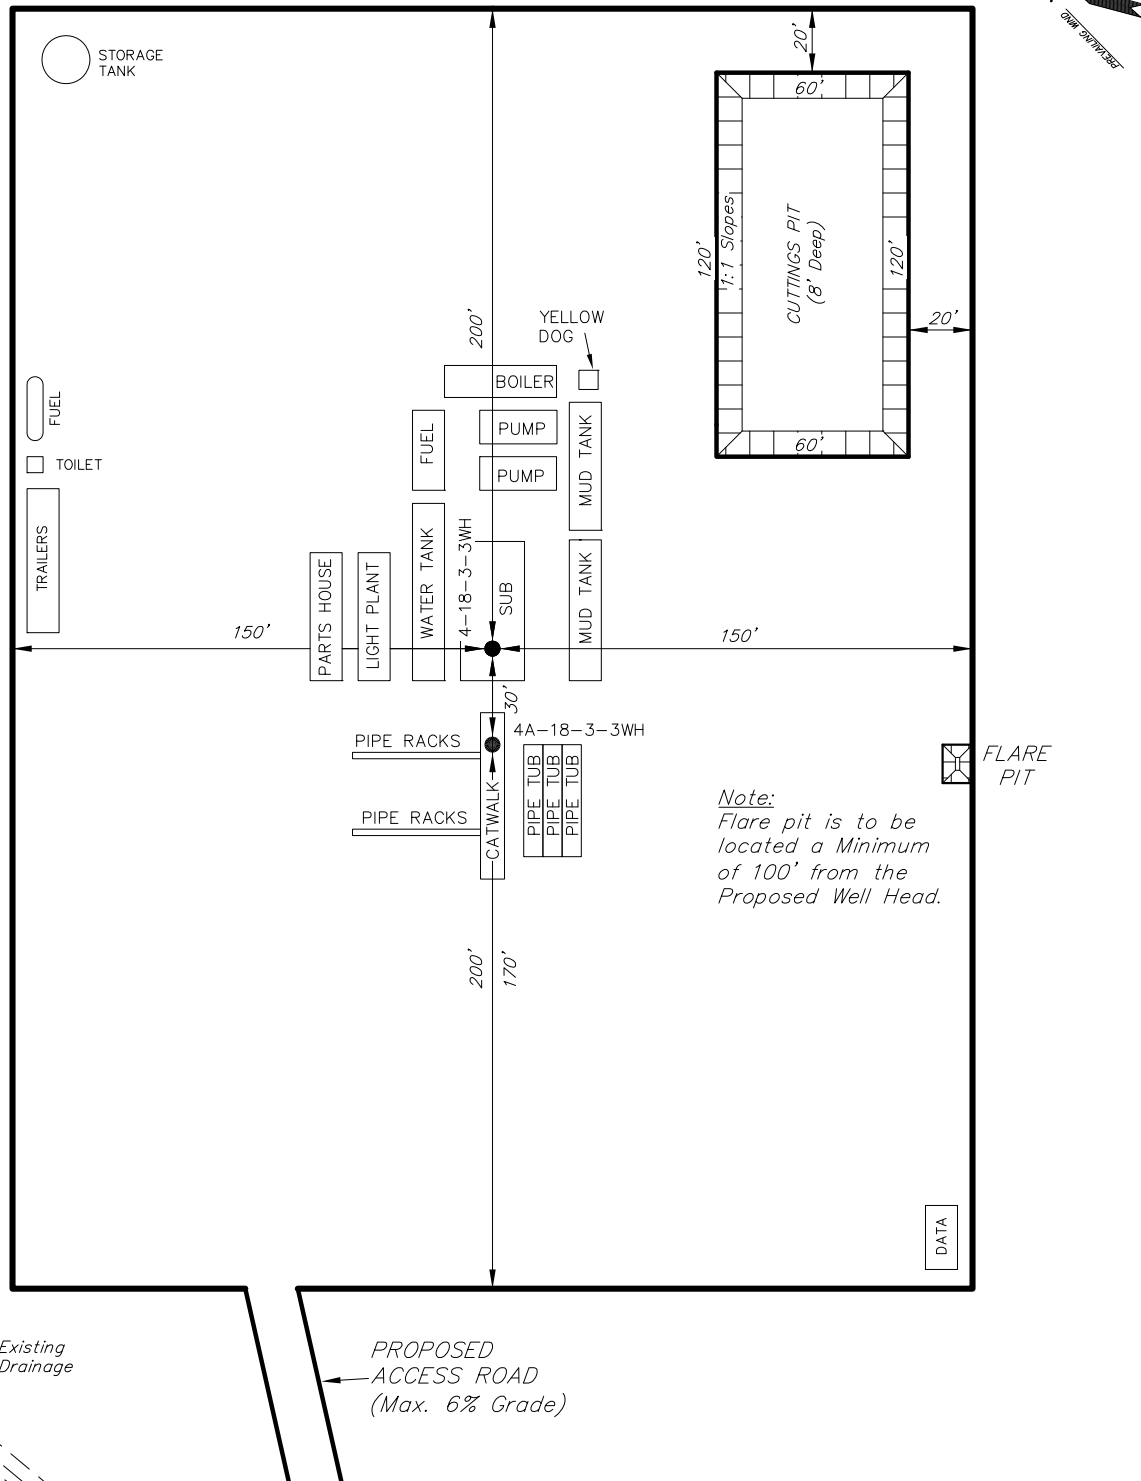 PREVAILING WIND
STORAGE
TANK
20'
60'
120'
1:1 Slopes
CUTTINGS PIT
(8' Deep)
120'
20'
60'
200'
YELLOW
DOG
BOILER
FUEL
FUEL
PUMP
MUD TANK
TOILET
PUMP
TRAILERS
WATER TANK
4-18-3-3WH
SUB
MUD TANK
PARTS HOUSE
LIGHT PLANT
150'
150'
30'
4A-18-3-3WH
PIPE RACKS
PIPE RACKS
CATWALK
PIPE TUB
PIPE TUB
PIPE TUB
FLARE
PIT
Note:
Flare pit is to be
located a Minimum
of 100' from the
Proposed Well Head.
200'
170'
DATA
Existing
Drainage
PROPOSED
ACCESS ROAD
(Max. 6% Grade)